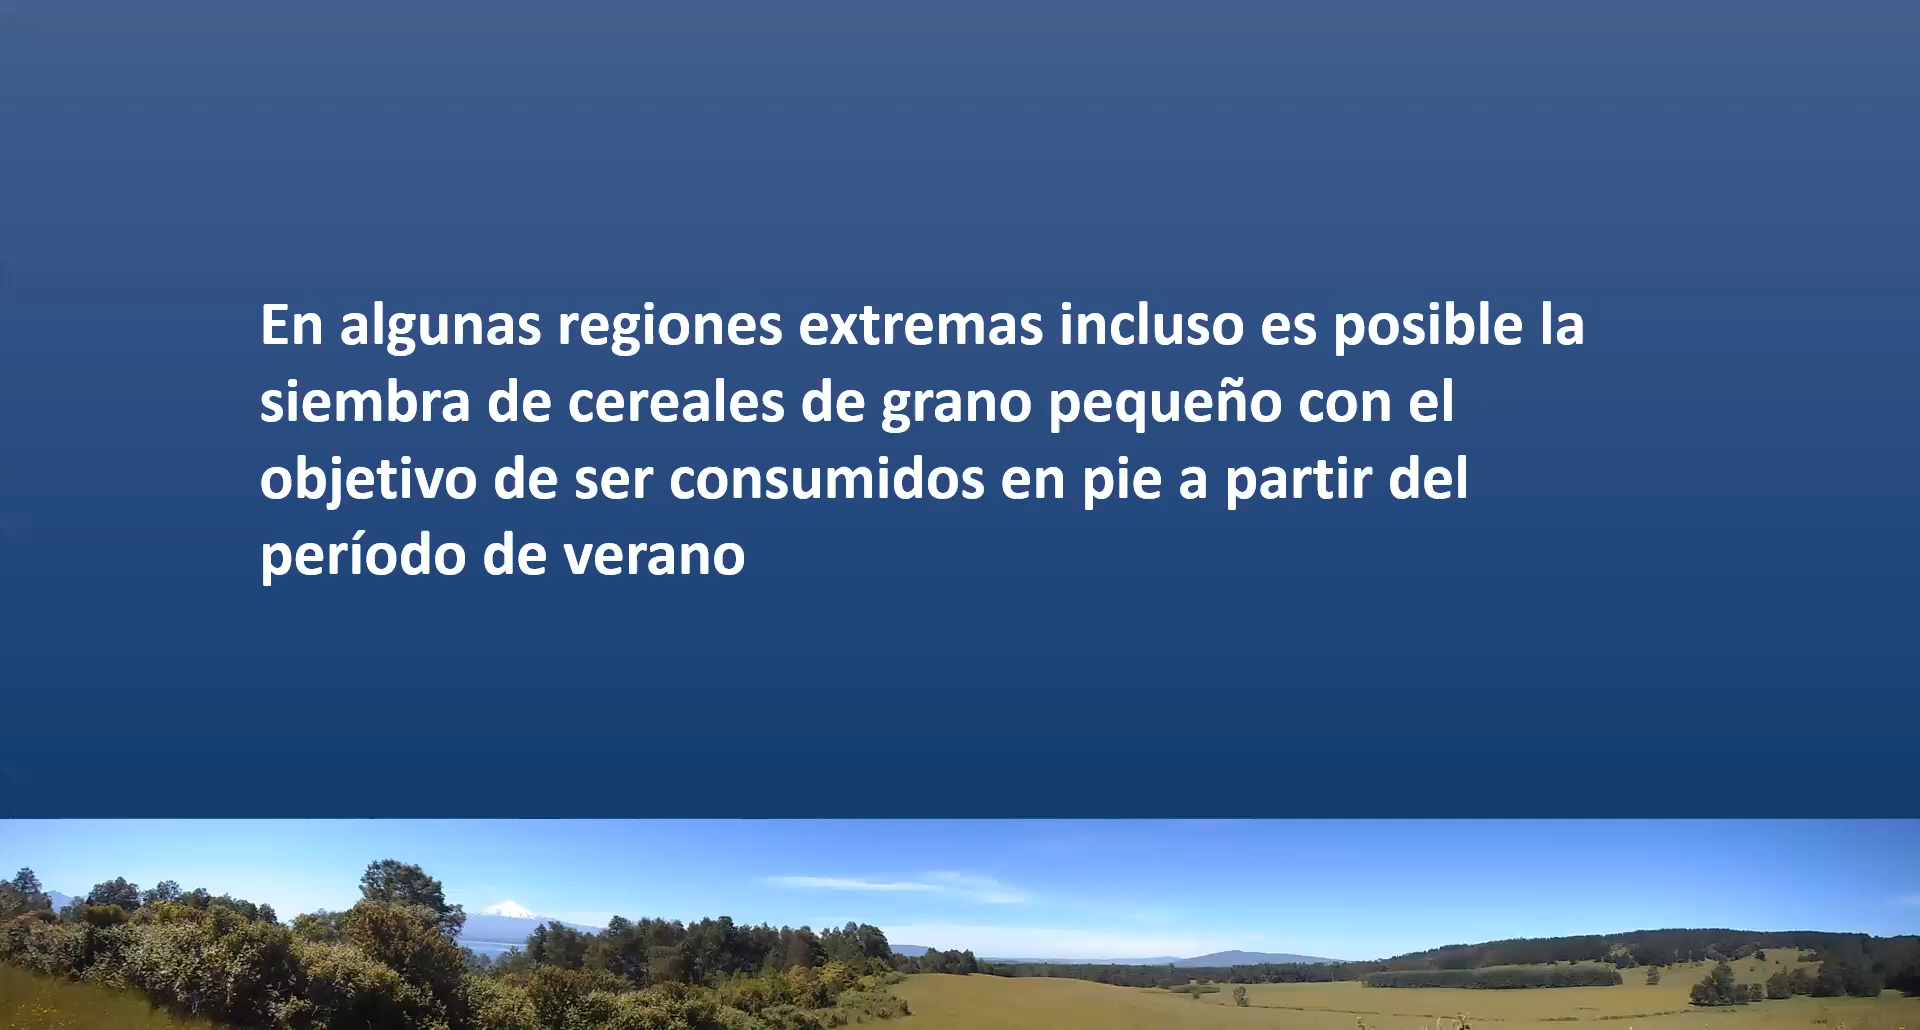 En algunas regiones extremas incluso es posible la
siembra de cereales de grano pequeño con el
objetivo de ser consumidos en pie a partir del
período de verano